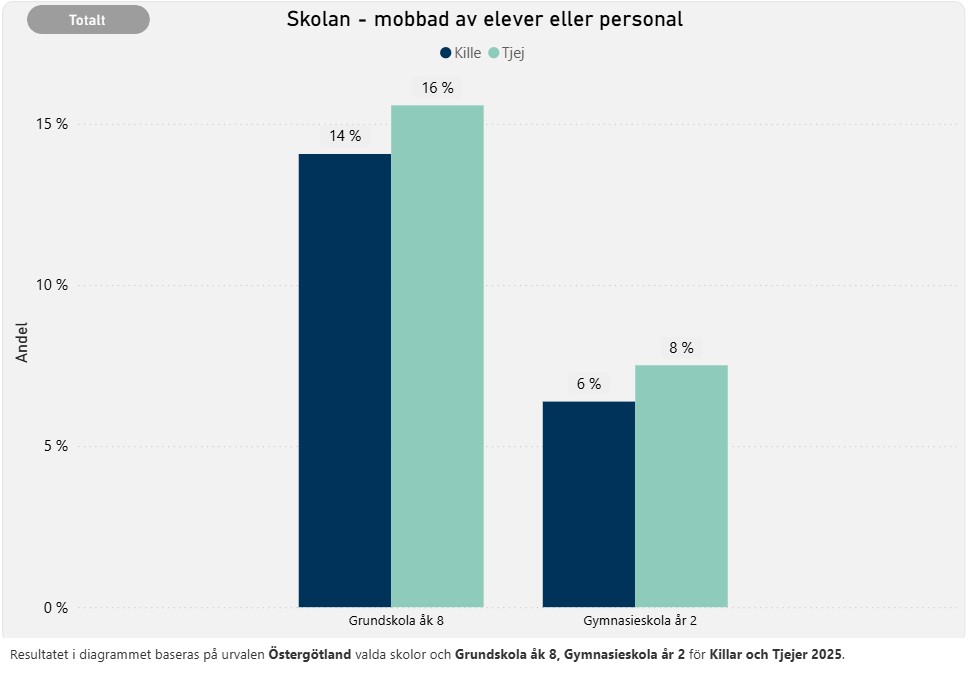 Totalt
Skolan - mobbad av elever eller personal
Kille Tjej
16 %
15 %
14 %
10 %
Andel
8 %
6 %
5 %
0 %
Grundskola åk 8
Gymnasieskola år 2
Resultatet i diagrammet baseras på urvalen Östergötland valda skolor och Grundskola åk 8, Gymnasieskola år 2 för Killar och Tjejer 2025.